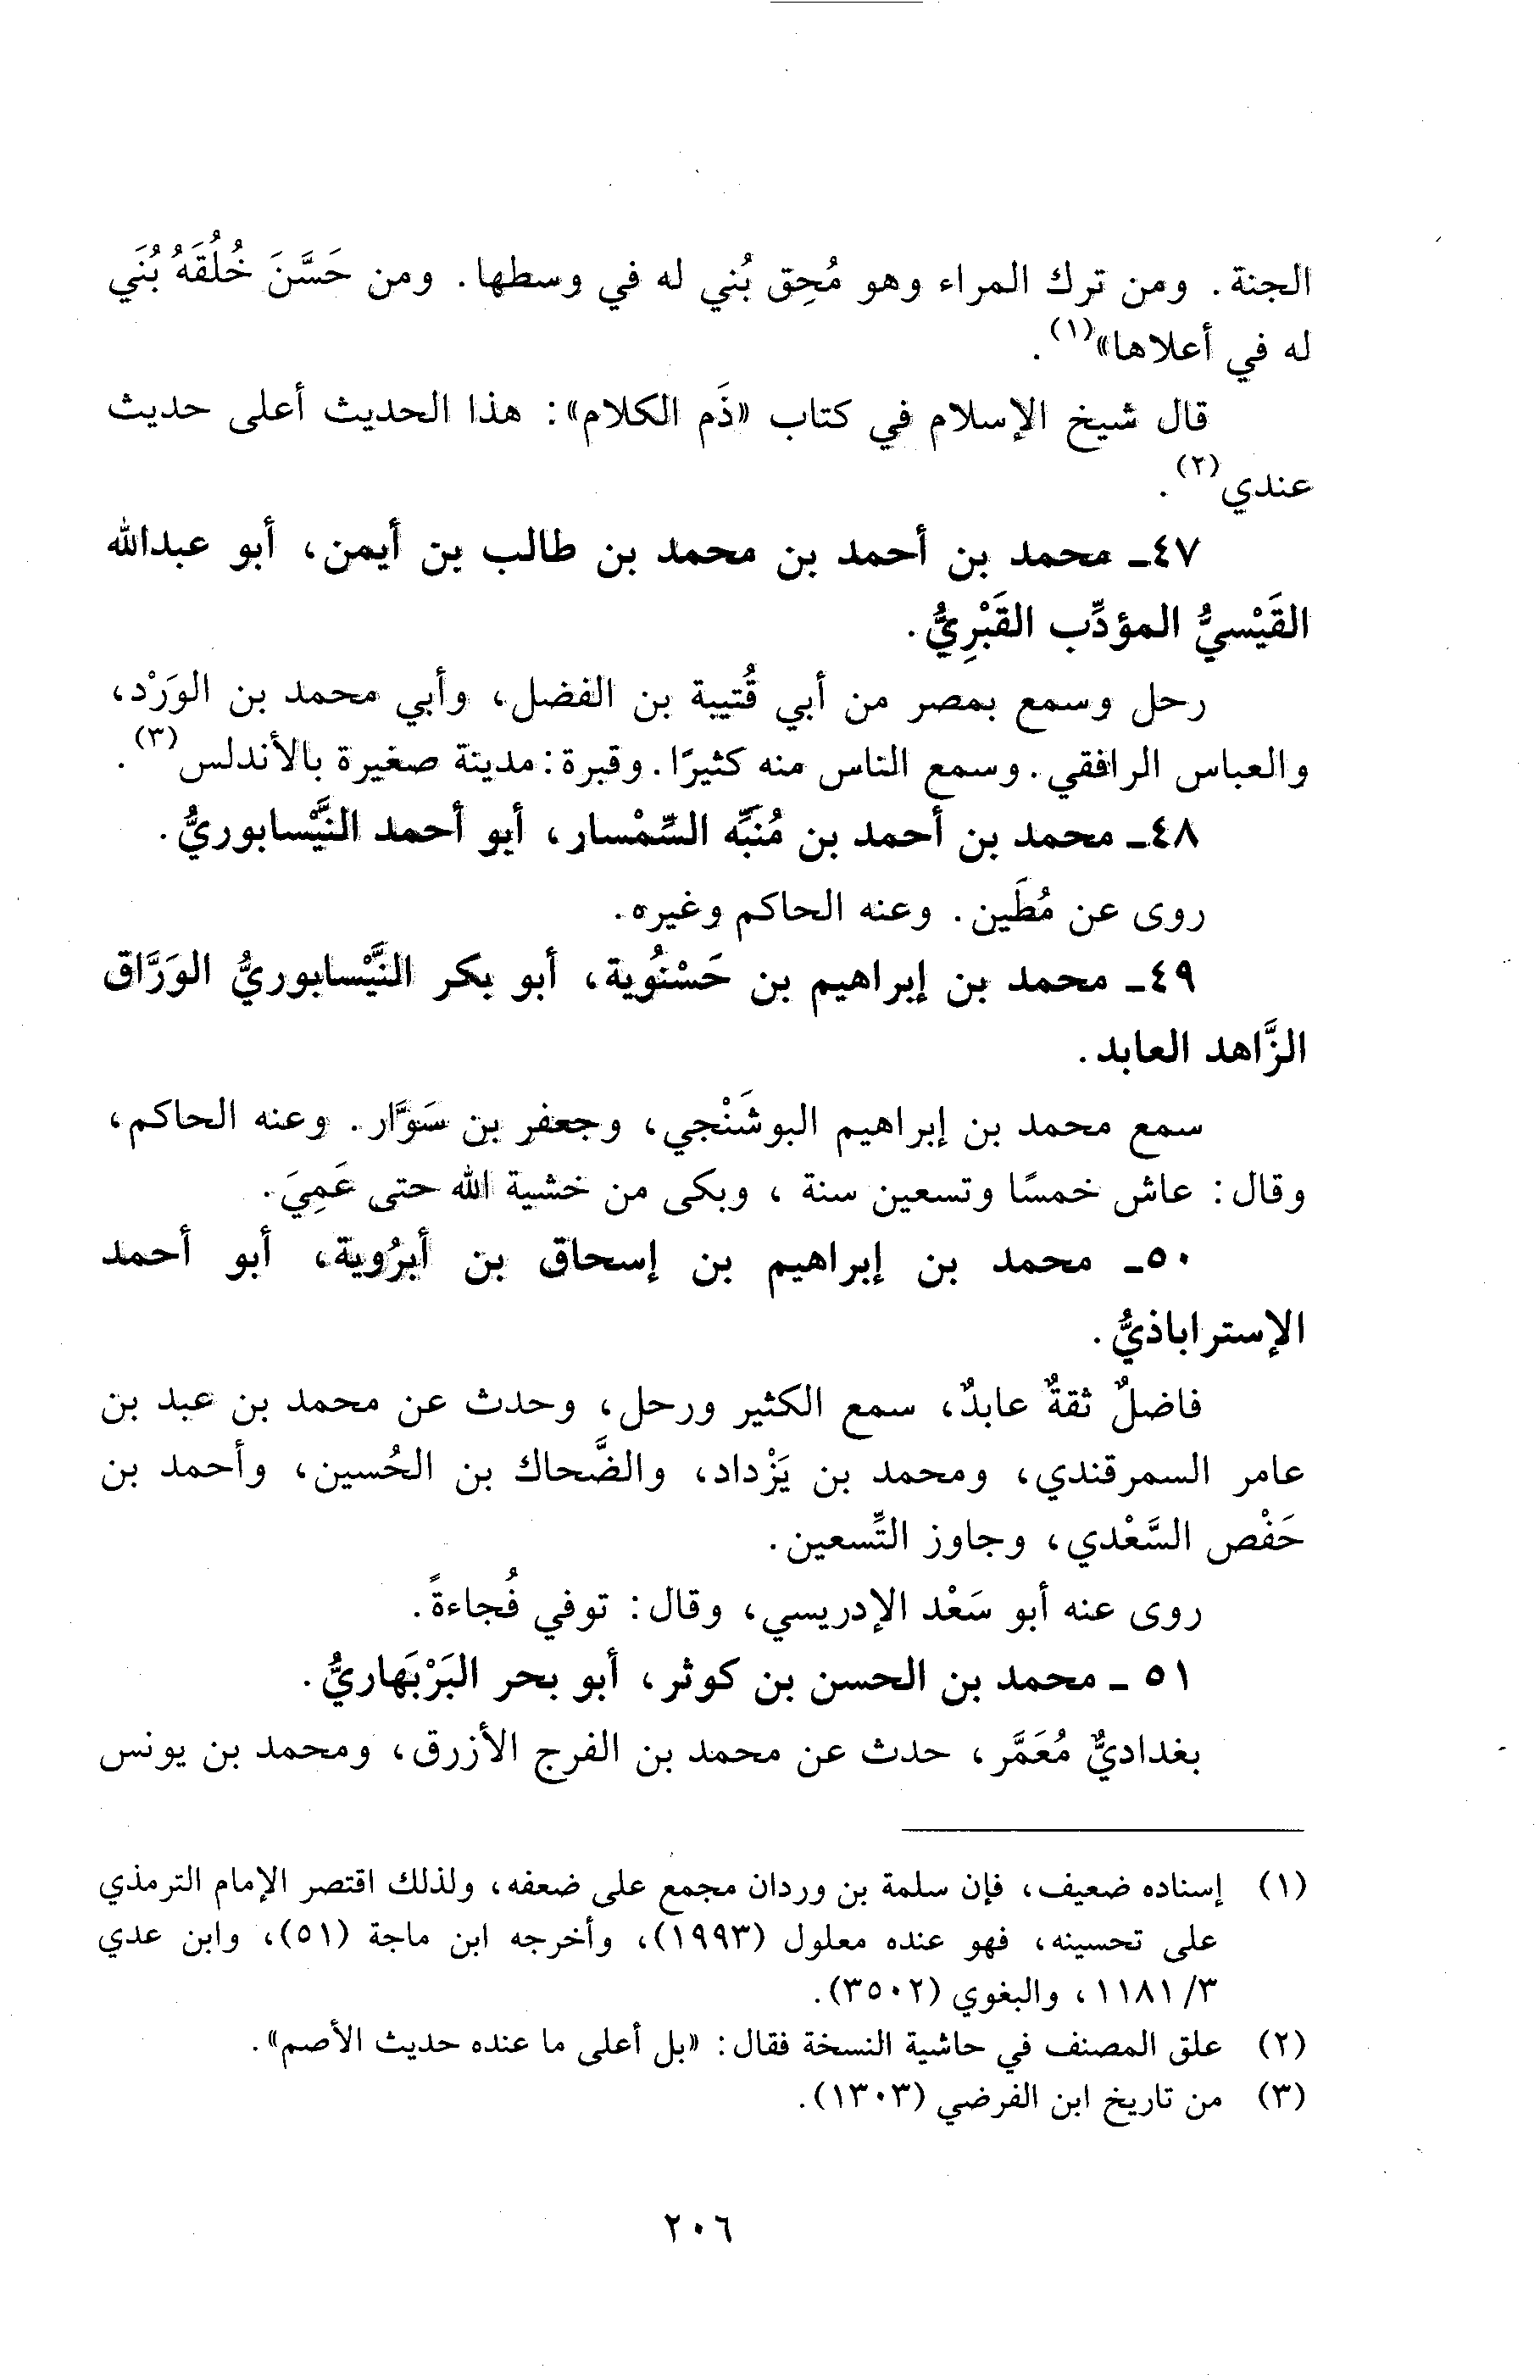 الجنة. ومن ترك المراء وهو مُحِق بُني له في وسطها. ومن حَسَّنَ خُلُقَهُ بُنَي
له في أعلاها»(١).
قال شيخ الإسلام في كتاب «ذَم الكلام»: هذا الحديث أعلى حديث
عندي(٢).
٤٧ـ محمد بن أحمد بن محمد بن طالب بن أيمن، أبو عبدالله
القَيْسيُّ المؤدِّب القَبْرِيُّ.
رحل وسمع بمصر من أبي قُتيبة بن الفضل، وأبي محمد بن الوَرْد،
والعباس الرافقي. وسمع الناس منه كثيرًا. وقبرة: مدينة صغيرة بالأندلس(٣).
٤٨ـ محمد بن أحمد بن مُنَبِّه السِّمْسار، أبو أحمد النَّيْسابوريُّ.
روى عن مُطَين. وعنه الحاكم وغيره.
٤٩ـ محمد بن إبراهيم بن حَسْنُوية، أبو بكر النَّيْسابوريُّ الوَرَّاق
الزَّاهد العابد.
سمع محمد بن إبراهيم البوشَنْجي، وجعفر بن سَوَّار. وعنه الحاكم،
وقال: عاش خمسًا وتسعين سنة، وبكى من خشية الله حتى عَمِيَ.
٥٠ـ محمد بن إبراهيم بن إسحاق بن أبرُوية، أبو أحمد
الإستراباذيُّ.
فاضلٌ ثقةٌ عابدٌ، سمع الكثير ورحل، وحدث عن محمد بن عبد بن
عامر السمرقندي، ومحمد بن يَزْداد، والضَّحاك بن الحُسين، وأحمد بن
حَفْص السَّعْدي، وجاوز التِّسعين.
روى عنه أبو سَعْد الإدريسي، وقال: توفي فُجاءةً.
٥١ ـ محمد بن الحسن بن كوثر، أبو بحر البَرْبَهاريُّ.
بغداديٌّ مُعَمَّر، حدث عن محمد بن الفرج الأزرق، ومحمد بن يونس
(١) إسناده ضعيف، فإن سلمة بن وردان مجمع على ضعفه، ولذلك اقتصر الإمام الترمذي
على تحسينه، فهو عنده معلول (١٩٩٣)، وأخرجه ابن ماجة (٥١)، وابن عدي
٣/ ١١٨١، والبغوي (٣٥٠٢).
(٢) علق المصنف في حاشية النسخة فقال: «بل أعلى ما عنده حديث الأصم».
(٣) من تاريخ ابن الفرضي (١٣٠٣).
٢٠٦